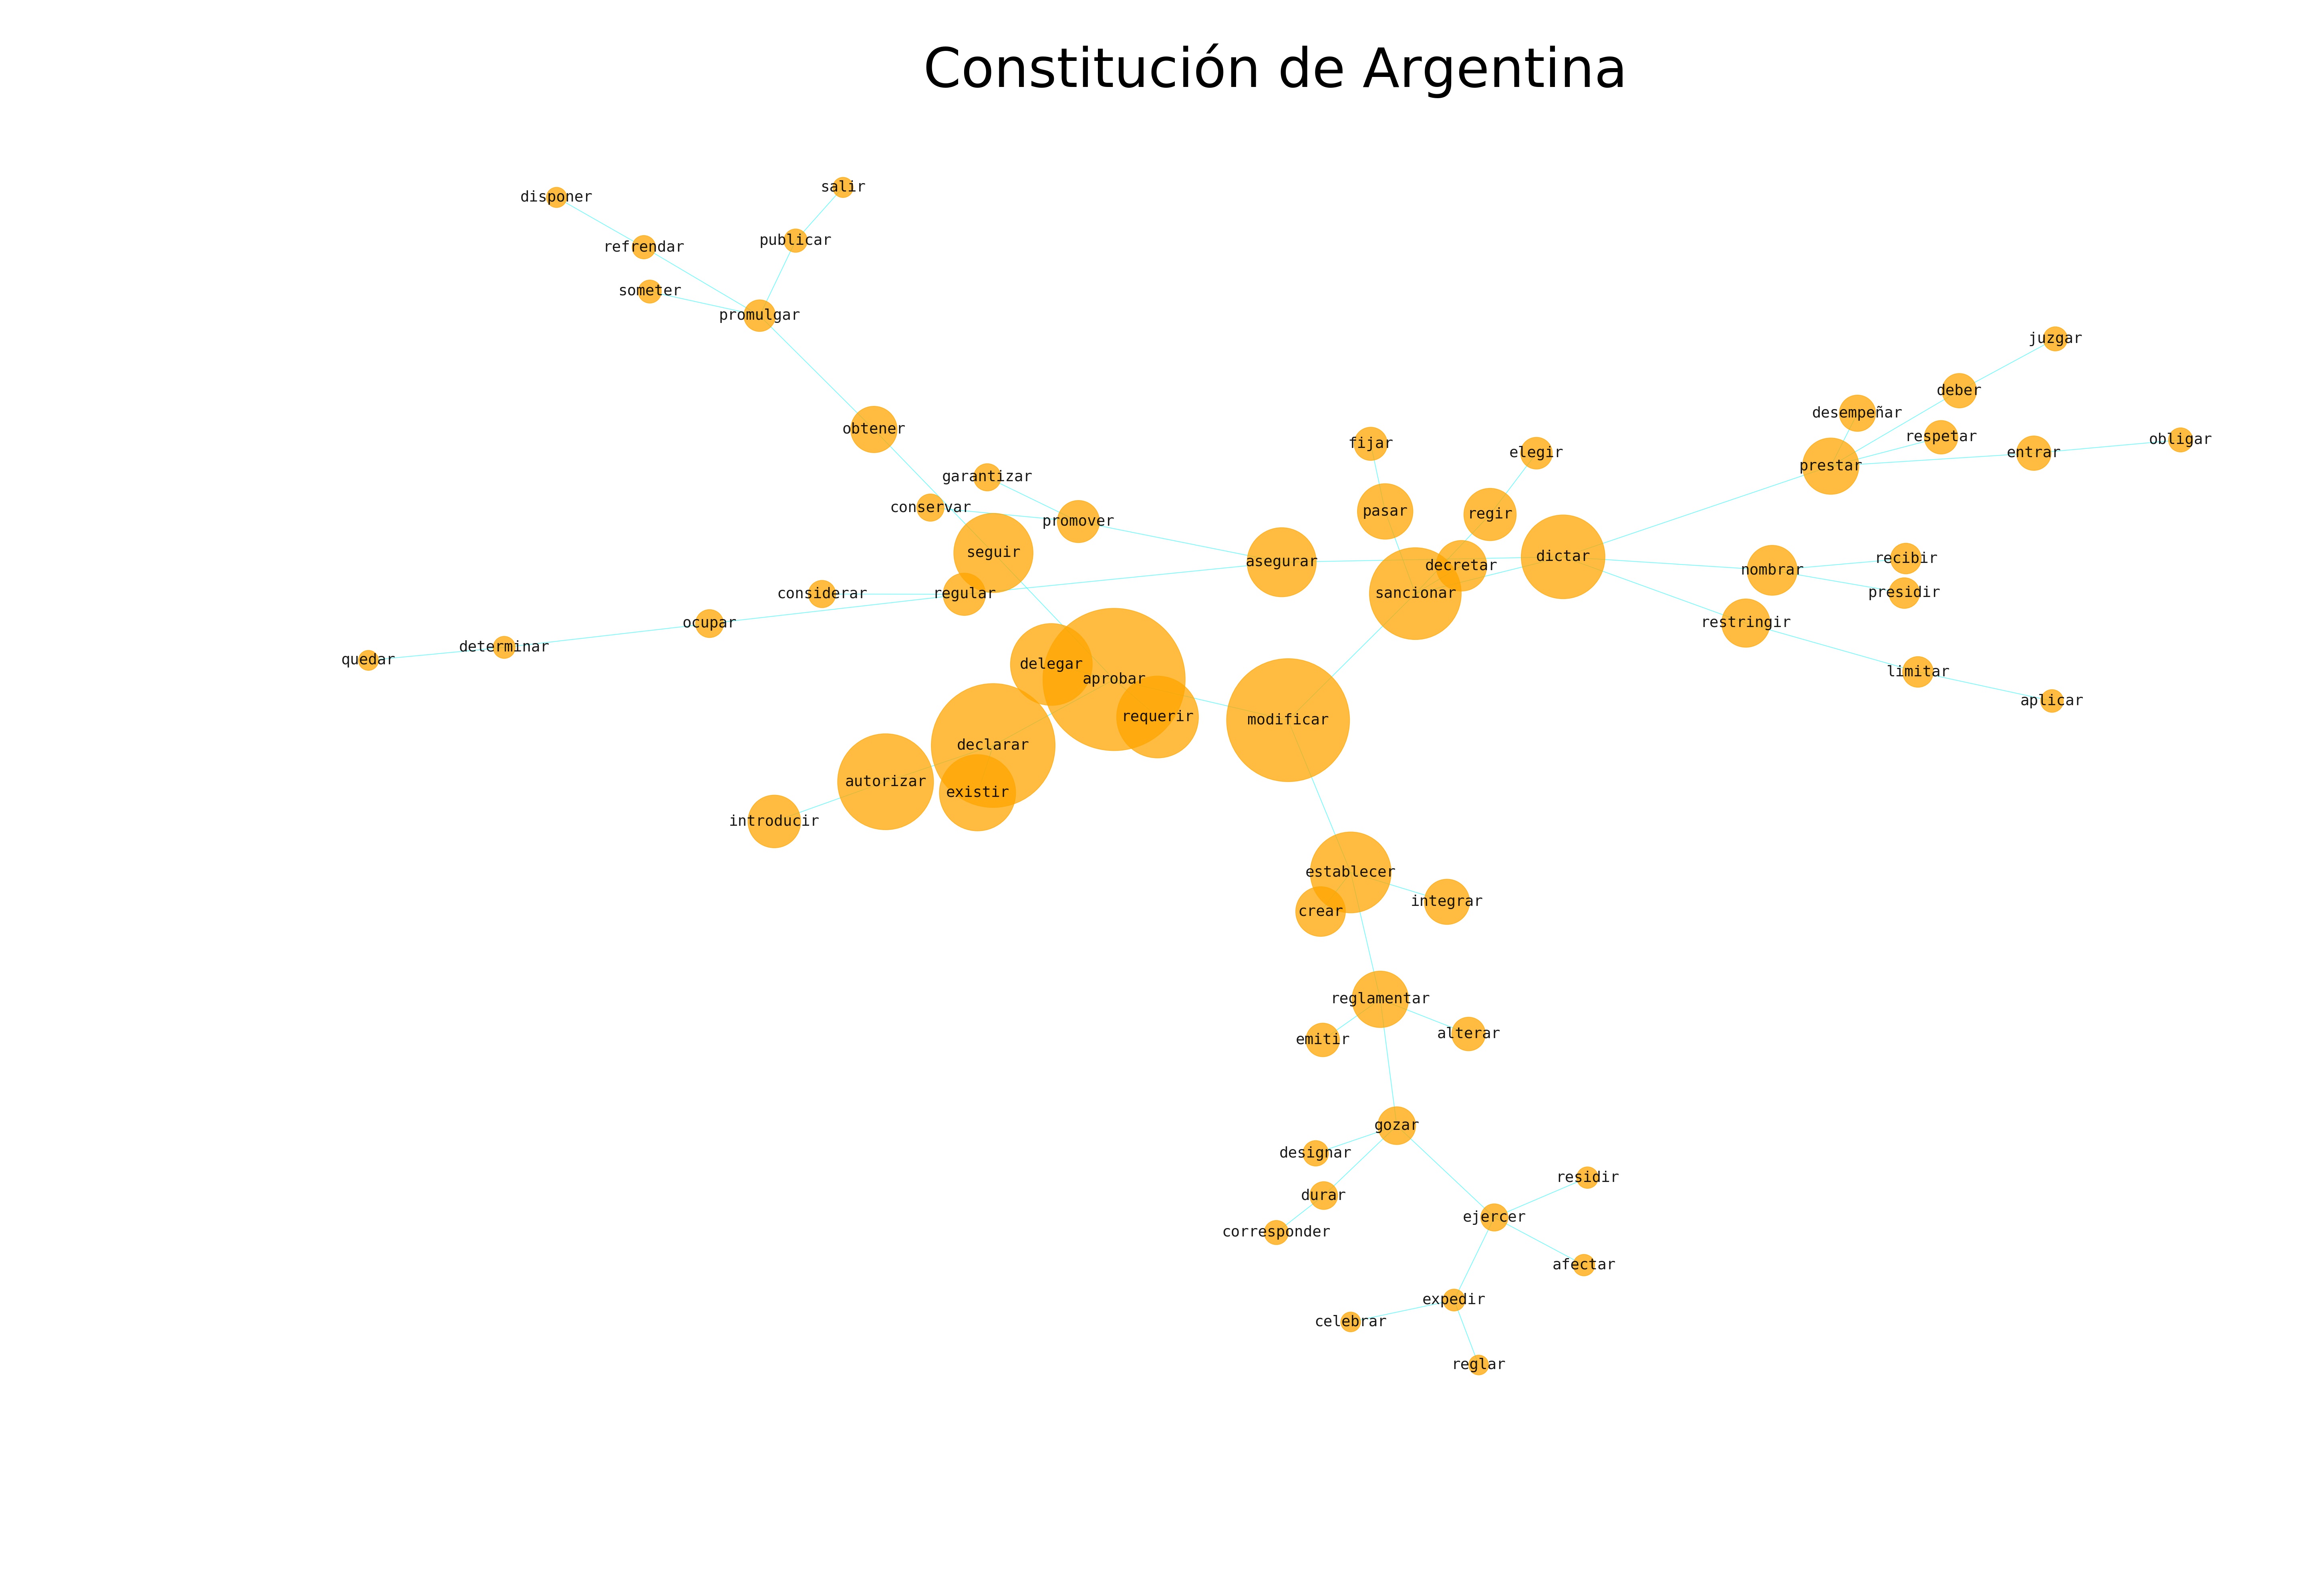 Constitución de Argentina
salir
disponer
publicar
refrendar
someter
promulgar
juzgar
deber
desempeñar
obtener
respetar
obligar
fijar
elegir
entrar
prestar
garantizar
conservar
pasar
regir
promover
seguir
dictar
recibir
asegurar
decretar
nombrar
considerar
regular
sancionar
presidir
ocupar
restringir
determinar
quedar
delegar
limitar
aprobar
aplicar
requerir
modificar
declarar
autorizar
existir
introducir
establecer
integrar
crear
reglamentar
alterar
emitir
gozar
designar
residir
durar
ejercer
corresponder
afectar
expedir
celebrar
reglar